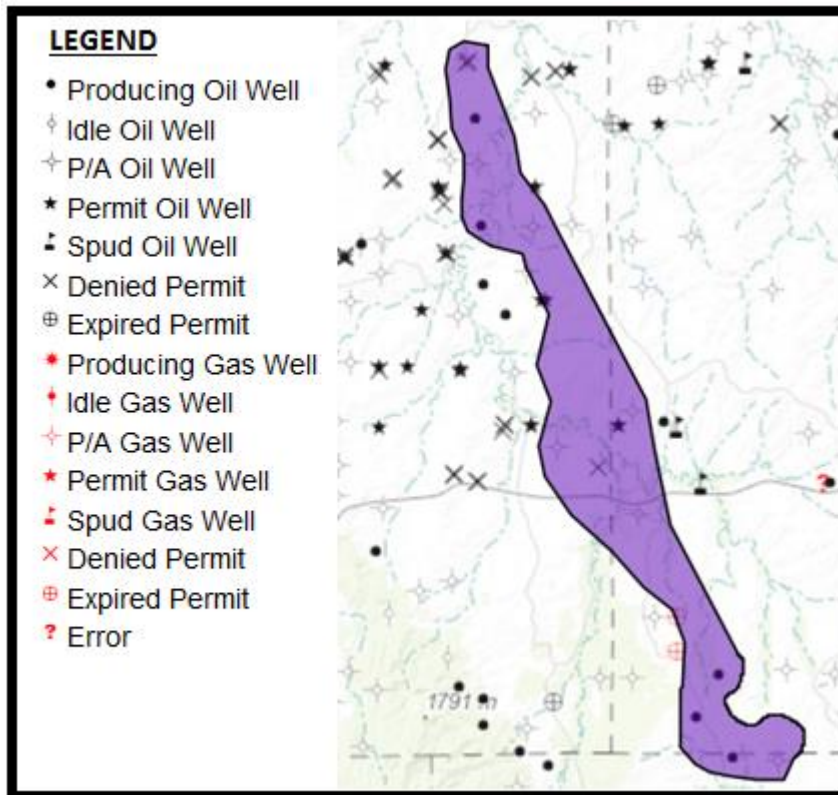 LEGEND
Producing Oil Well
Idle Oil Well
P/A Oil Well
Permit Oil Well
Spud Oil Well
Denied Permit
Expired Permit
Producing Gas Well
Idle Gas Well
P/A Gas Well
Permit Gas Well
Spud Gas Well
Denied Permit
Expired Permit
? Error
?
1791 m